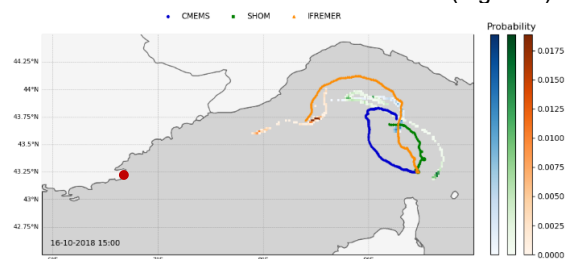 CMEMS SHOM IFREMER
Probability
44.25°N
44°N
43.75°N
43.5°N
43.25°N
43°N
42.75°N
16-10-2018 15:00
0.0175
0.0150
0.0125
0.0100
0.0075
0.0050
0.0025
0.0000